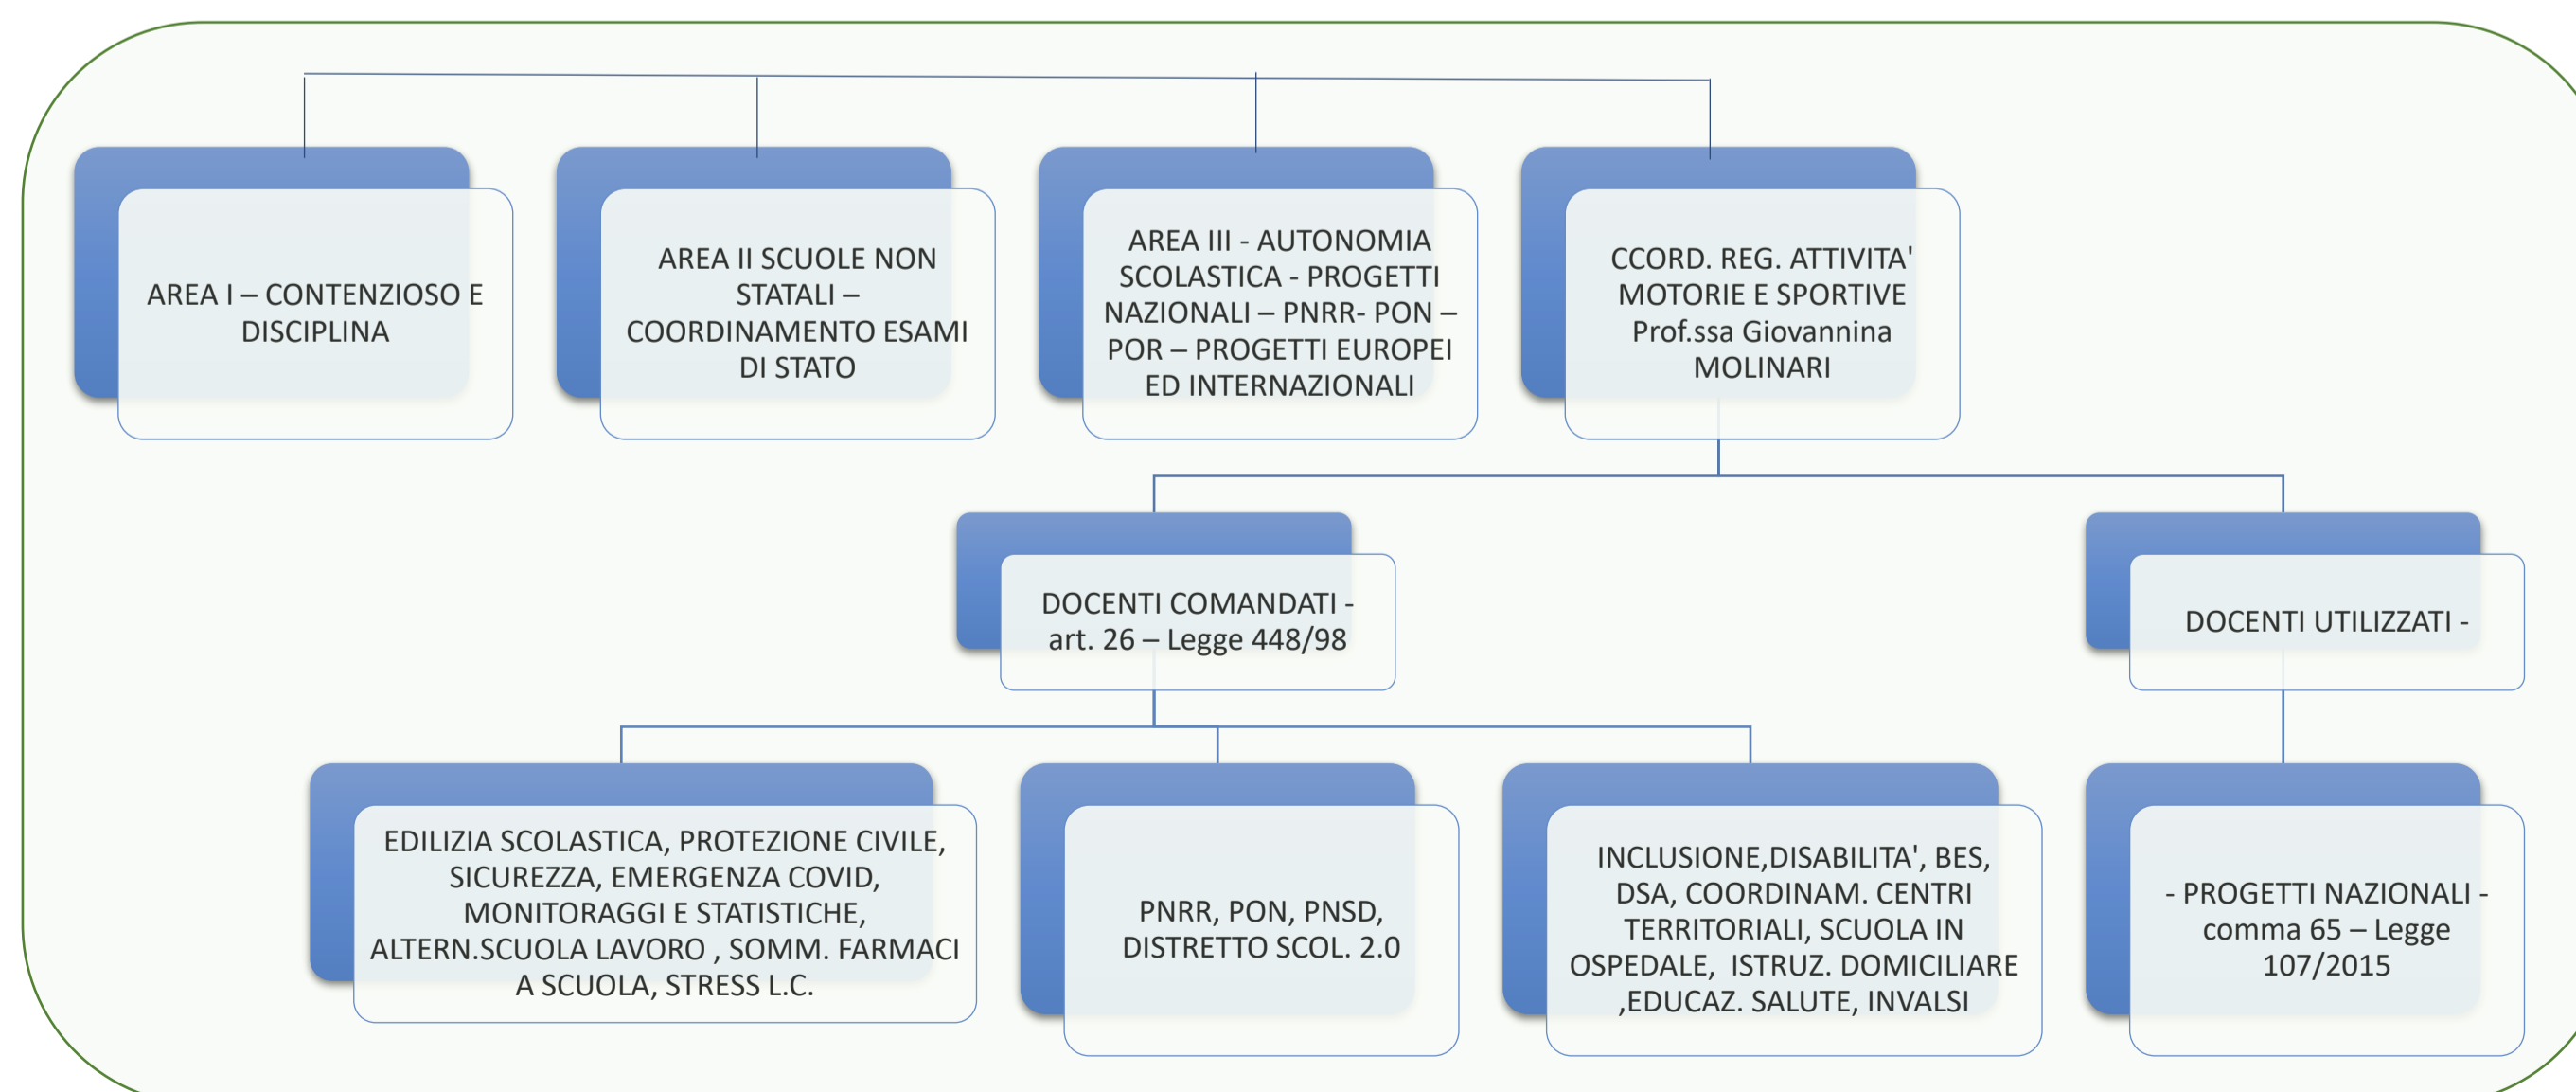 AREA I – CONTENZIOSO E
DISCIPLINA
AREA II SCUOLE NON
STATALI –
COORDINAMENTO ESAMI
DI STATO
AREA III - AUTONOMIA
SCOLASTICA - PROGETTI
NAZIONALI – PNRR- PON –
POR – PROGETTI EUROPEI
ED INTERNAZIONALI
CCORD. REG. ATTIVITA'
MOTORIE E SPORTIVE
Prof.ssa Giovannina
MOLINARI
DOCENTI COMANDATI -
art. 26 – Legge 448/98
DOCENTI UTILIZZATI -
EDILIZIA SCOLASTICA, PROTEZIONE CIVILE,
SICUREZZA, EMERGENZA COVID,
MONITORAGGI E STATISTICHE,
ALTERN.SCUOLA LAVORO , SOMM. FARMACI
A SCUOLA, STRESS L.C.
PNRR, PON, PNSD,
DISTRETTO SCOL. 2.0
INCLUSIONE,DISABILITA', BES,
DSA, COORDINAM. CENTRI
TERRITORIALI, SCUOLA IN
OSPEDALE,  ISTRUZ. DOMICILIARE
,EDUCAZ. SALUTE, INVALSI
- PROGETTI NAZIONALI -
comma 65 – Legge
107/2015